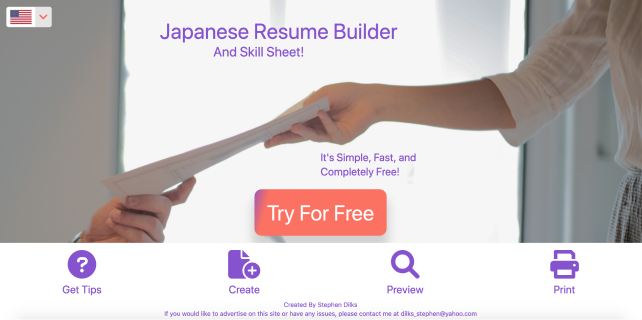 Japanese Resume Builder
And Skill Sheet!
It's Simple, Fast, and
Completely Free!
Try For Free
Get Tips
Create
Preview
Print
Created By Stephen Dilks
If you would like to advertise on this site or have any issues, please contact me at dilks_stephen@yahoo.com